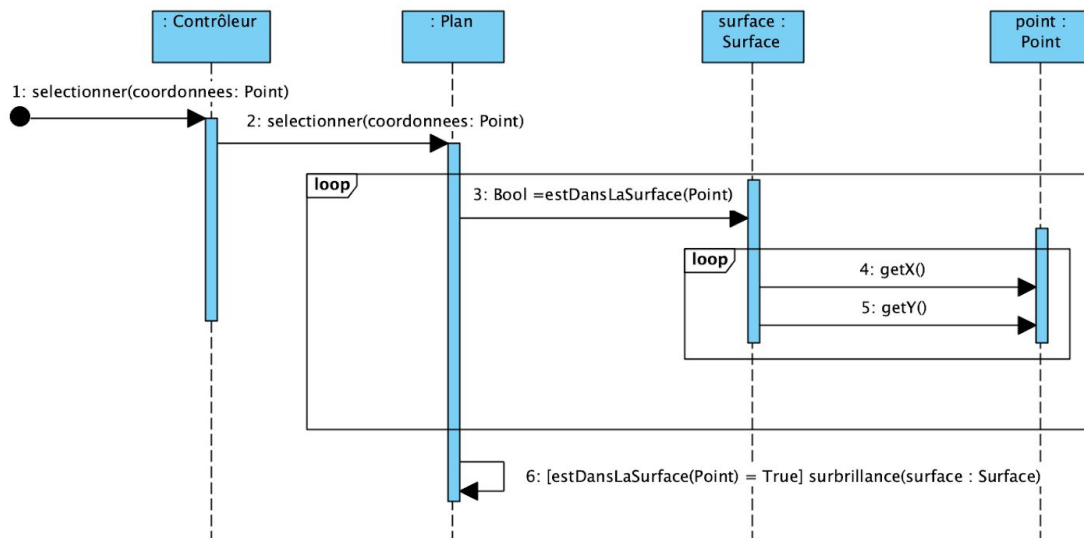 : Contrôleur
: Plan
surface :
Surface
point :
Point
1: selectionner(coordonnees: Point)
2: selectionner(coordonnees: Point)
loop
3: Bool =estDansLaSurface(Point)
loop
4: getX()
5: getY()
6: [estDansLaSurface(Point) = True] surbrillance(surface : Surface)